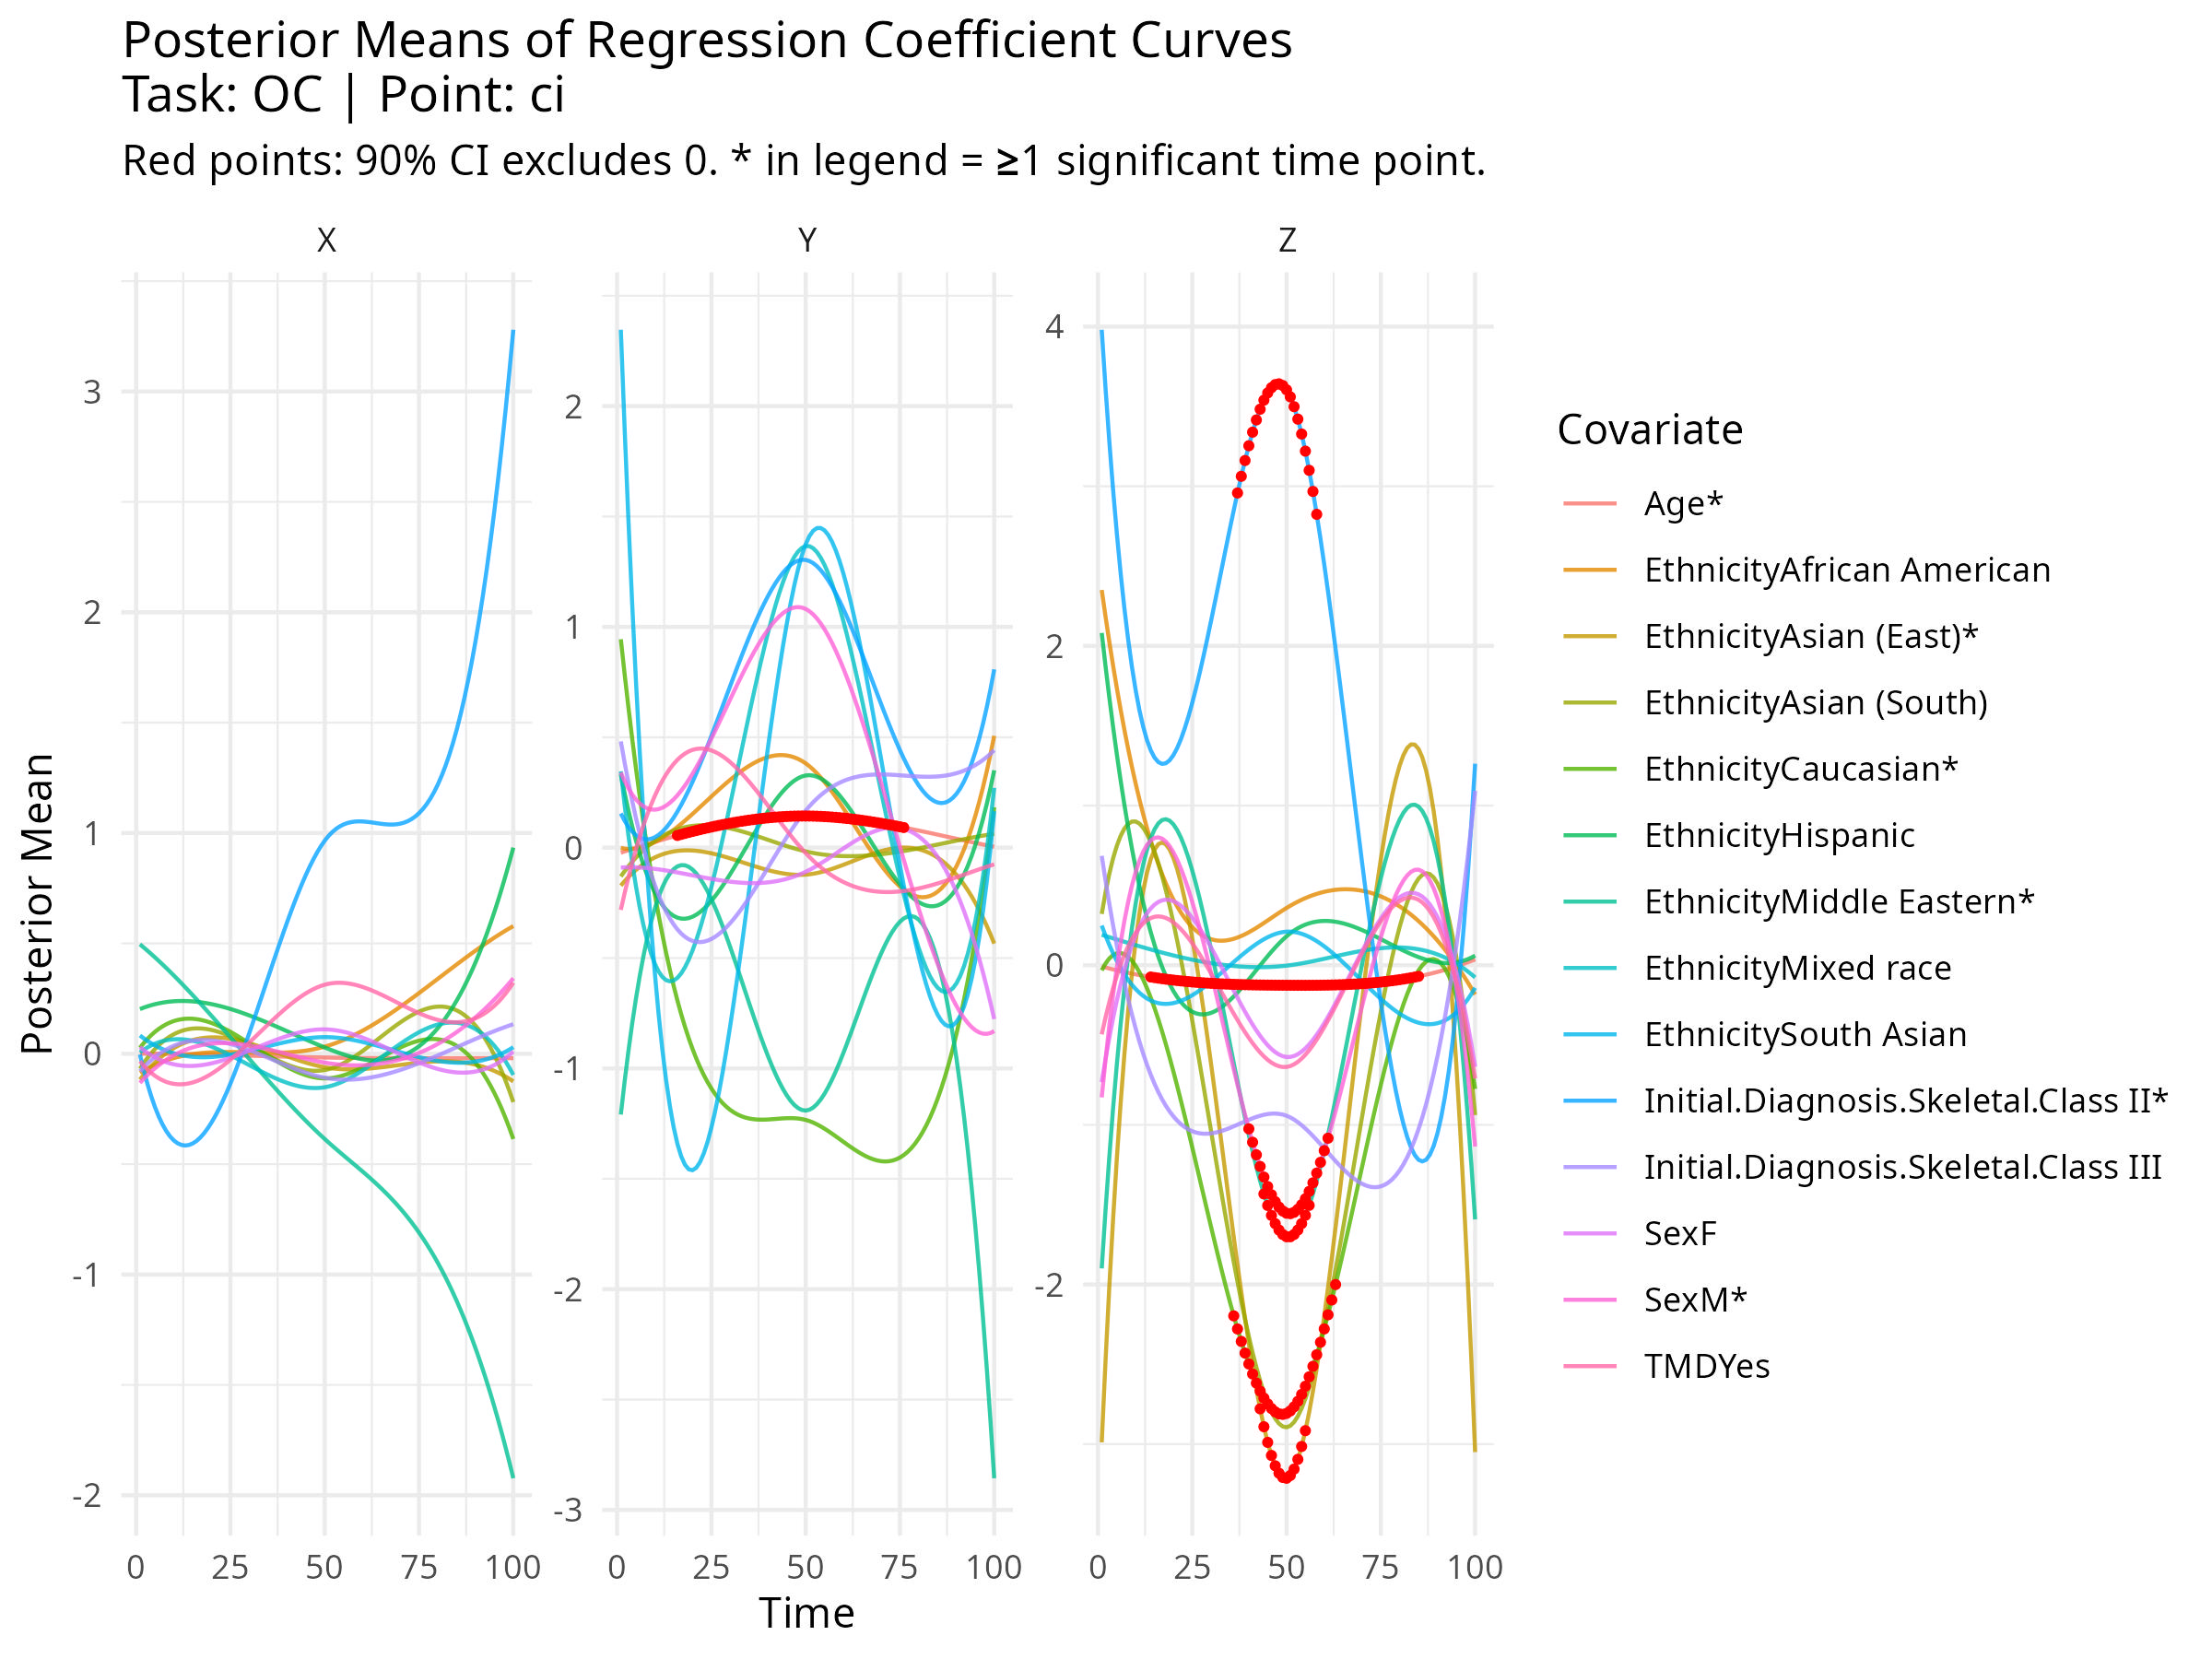 Posterior Means of Regression Coefficient Curves
Task: OC | Point: ci
Red points: 90% CI excludes 0. * in legend = ≥1 significant time point.
X
Y
Z
Posterior Mean
3
2
1
0
-1
-2
2
1
0
-1
-2
-3
4
2
0
-2
0 25 50 75 100
0 25 50 75 100
0 25 50 75 100
Time
Covariate
Age*
EthnicityAfrican American
EthnicityAsian (East)*
EthnicityAsian (South)
EthnicityCaucasian*
EthnicityHispanic
EthnicityMiddle Eastern*
EthnicityMixed race
EthnicitySouth Asian
Initial.Diagnosis.Skeletal.Class II*
Initial.Diagnosis.Skeletal.Class III
SexF
SexM*
TMDYes